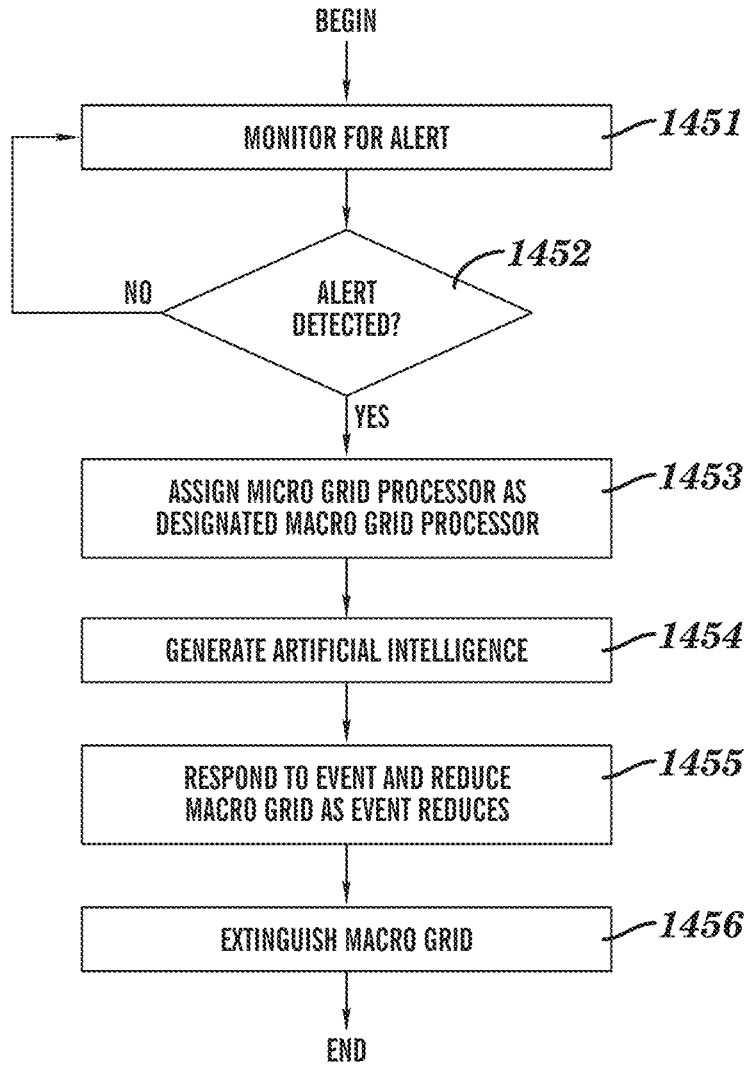 BEGIN
MONITOR FOR ALERT
1451
1452
ALERT
DETECTED?
NO
YES
ASSIGN MICRO GRID PROCESSOR AS
DESIGNATED MACRO GRID PROCESSOR
1453
GENERATE ARTIFICIAL INTELLIGENCE
1454
RESPOND TO EVENT AND REDUCE
MACRO GRID AS EVENT REDUCES
1455
EXTINGUISH MACRO GRID
1456
END